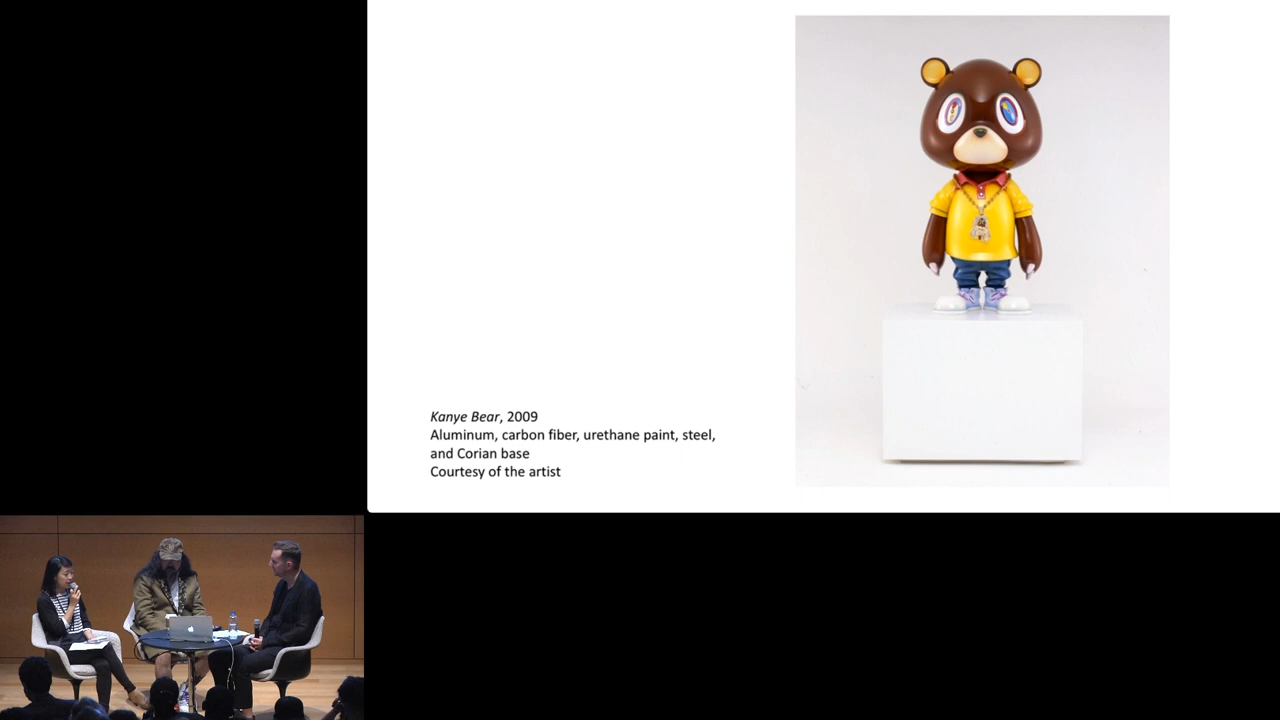 Kanye Bear, 2009
Aluminum, carbon fiber, urethane paint, steel,
and Corian base
Courtesy of the artist